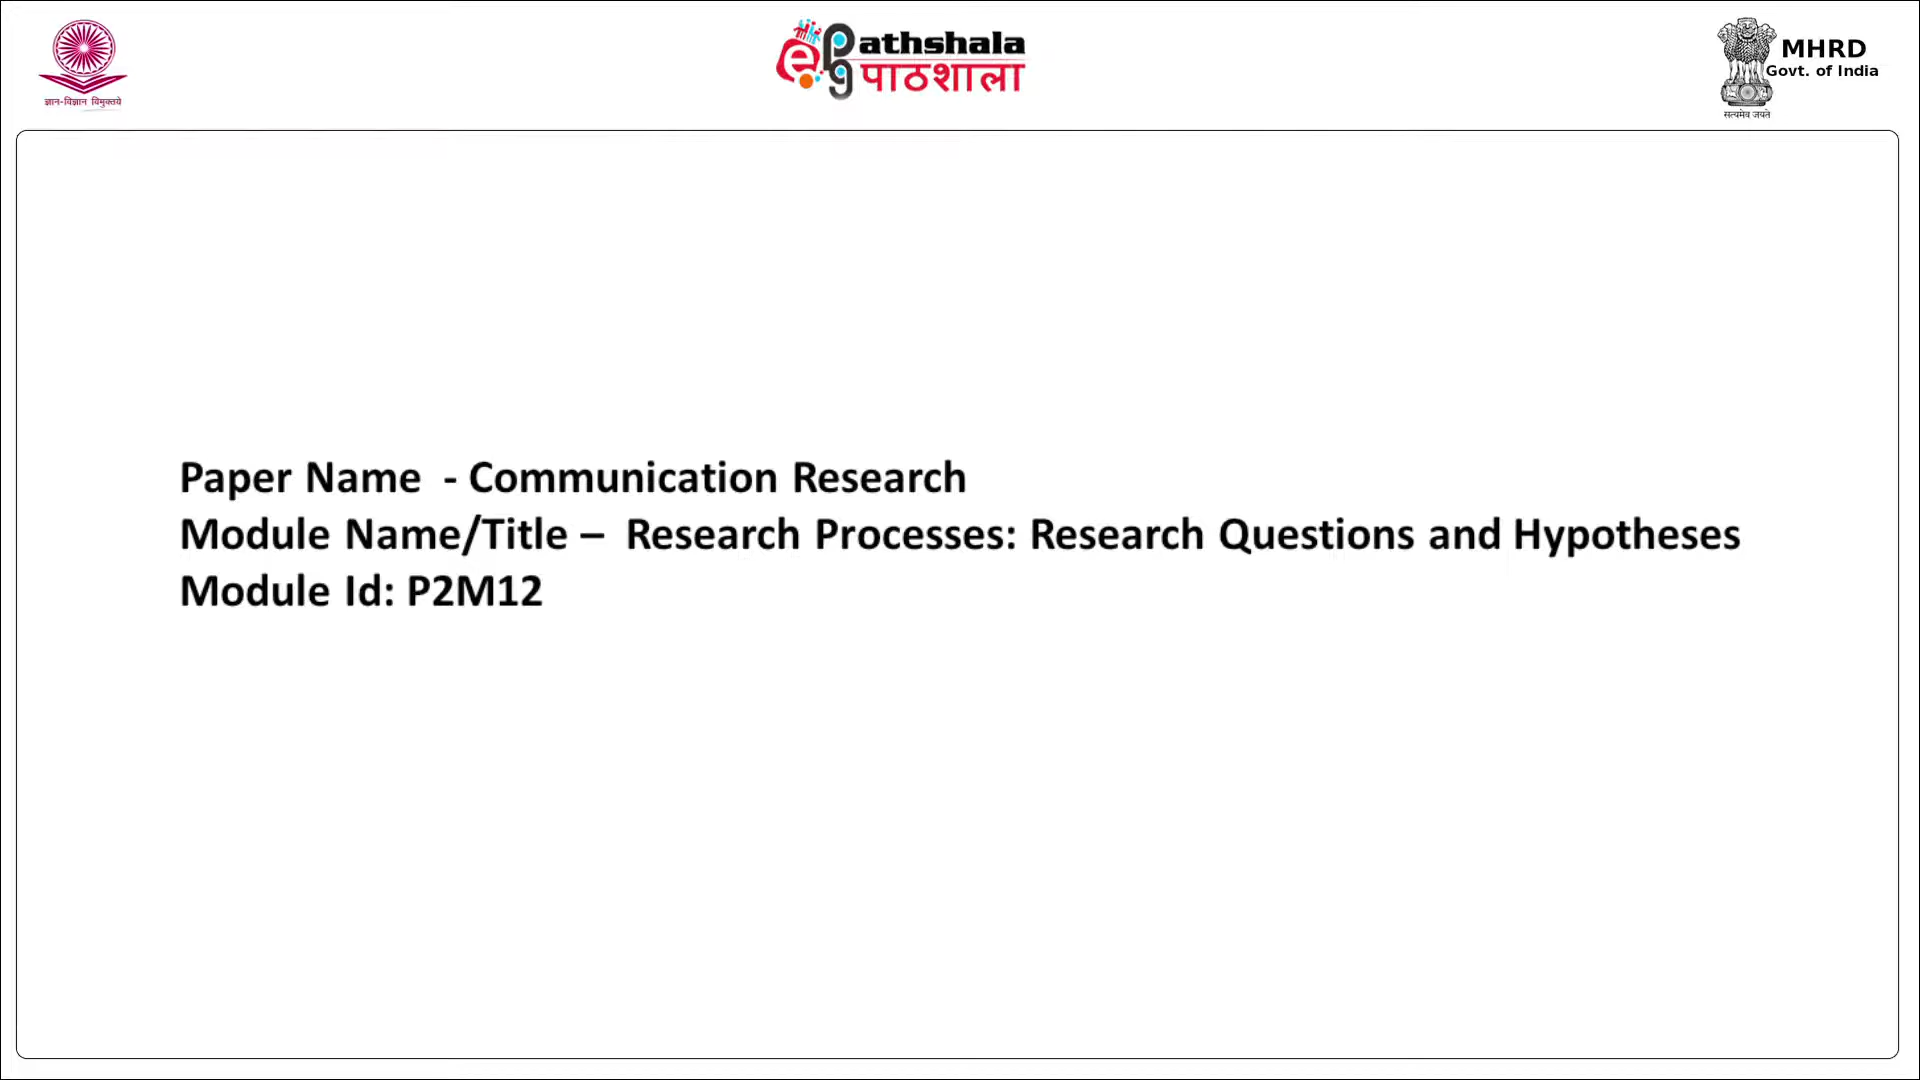 ज्ञान-विज्ञान विमुक्तये
epg athshala
पाठशाला
MHRD
Govt. of India
सत्यमेव जयते
Paper Name - Communication Research
Module Name/Title – Research Processes: Research Questions and Hypotheses
Module Id: P2M12